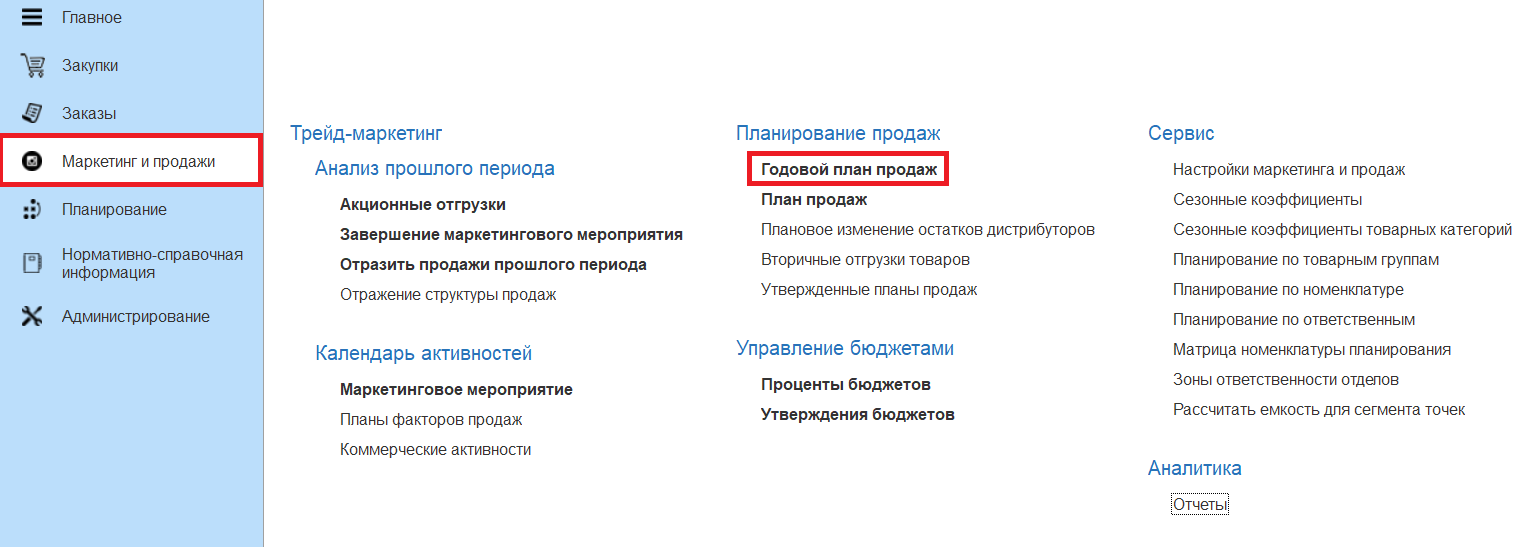 Главное
Закупки
Заказы
Маркетинг и продажи
Планирование
Нормативно-справочная
информация
Администрирование
Трейд-маркетинг
Анализ прошлого периода
Акционные отгрузки
Завершение маркетингового мероприятия
Отразить продажи прошлого периода
Отражение структуры продаж
Календарь активностей
Маркетинговое мероприятие
Планы факторов продаж
Коммерческие активности
Планирование продаж
Годовой план продаж
План продаж
Плановое изменение остатков дистрибуторов
Вторичные отгрузки товаров
Утвержденные планы продаж
Управление бюджетами
Проценты бюджетов
Утверждения бюджетов
Сервис
Настройки маркетинга и продаж
Сезонные коэффициенты
Сезонные коэффициенты товарных категорий
Планирование по товарным группам
Планирование по номенклатуре
Планирование по ответственным
Матрица номенклатуры планирования
Зоны ответственности отделов
Рассчитать емкость для сегмента точек
Аналитика
Отчеты